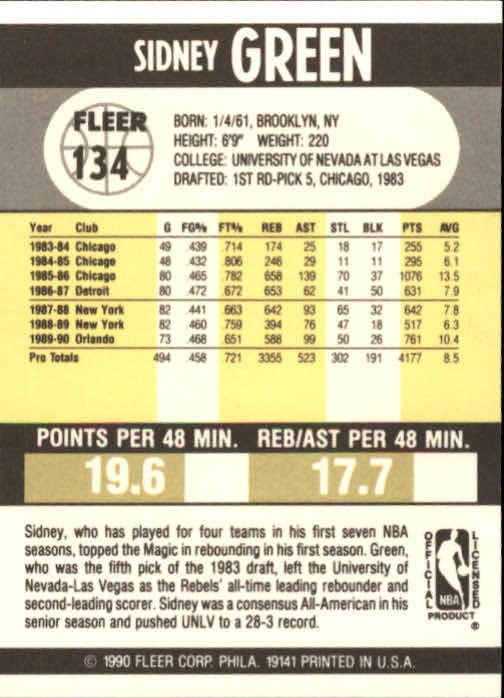 SIDNEY GREEN
FLEER
134
BORN: 1/4/61, BROOKLYN, NY
HEIGHT: 6'9" WEIGHT: 220
COLLEGE: UNIVERSITY OF NEVADA AT LAS VEGAS
DRAFTED: 1ST RD-PICK 5, CHICAGO, 1983
Year Club G FG% FT% REB AST STL BLK PTS AVG
1983-84 Chicago 49 .439 .714 174 25 18 17 255 5.2
1984-85 Chicago 48 .432 .806 246 29 11 11 295 6.1
1985-86 Chicago 80 .465 .782 658 139 70 37 1076 13.5
1986-87 Detroit 80 .472 .672 653 62 41 50 631 7.9
1987-88 New York 82 .441 .663 642 93 65 32 642 7.8
1988-89 New York 82 .460 .759 394 76 47 18 517 6.3
1989-90 Orlando 73 .468 .651 588 99 50 26 761 10.4
Pro Totals 494 .458 .721 3355 523 302 191 4177 8.5
POINTS PER 48 MIN. REB/AST PER 48 MIN.
19.6 17.7
Sidney, who has played for four teams in his first seven NBA
seasons, topped the Magic in rebounding in his first season. Green,
who was the fifth pick of the 1983 draft, left the University of
Nevada-Las Vegas as the Rebels' all-time leading rebounder and
second-leading scorer. Sidney was a consensus All-American in his
senior season and pushed UNLV to a 28-3 record.
OFFICIAL
LICENSED
NBA
PRODUCT ®
© 1990 FLEER CORP. PHILA. 19141 PRINTED IN U.S.A.